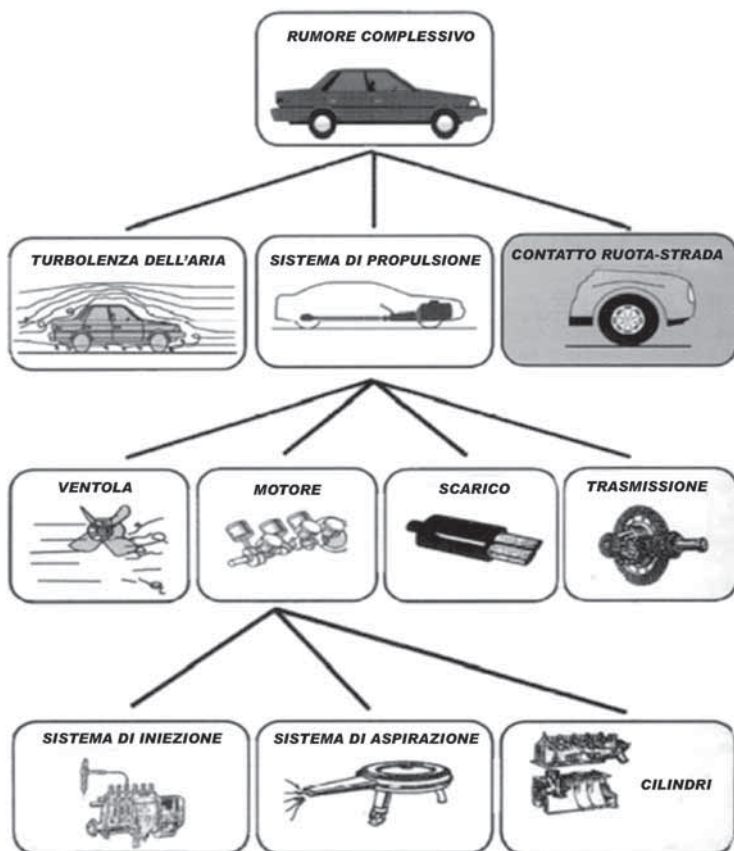 RUMORE COMPLESSIVO
TURBOLENZA DELL'ARIA
SISTEMA DI PROPULSIONE
CONTATTO RUOTA-STRADA
VENTOLA
MOTORE
SCARICO
TRASMISSIONE
SISTEMA DI INIEZIONE
SISTEMA DI ASPIRAZIONE
CILINDRI